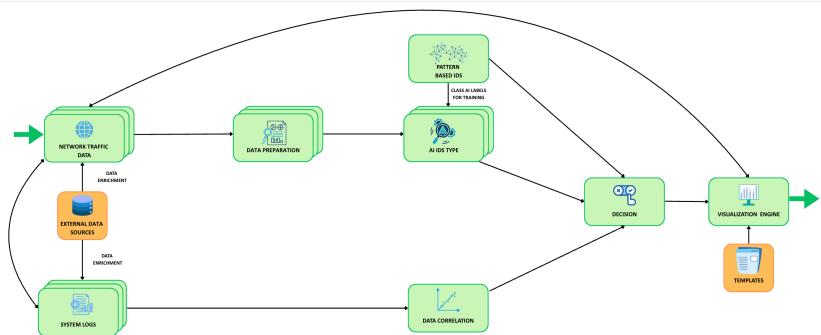 PATTERN
BASED IDS
CLASS AI LABELS
FOR TRAINING
NETWORK TRAFFIC
DATA
DATA PREPARATION
AI IDS TYPE
DATA
ENRICHMENT
EXTERNAL DATA
SOURCES
DECISION
VISUALIZATION ENGINE
DATA
ENRICHMENT
TEMPLATES
SYSTEM LOGS
DATA CORRELATION